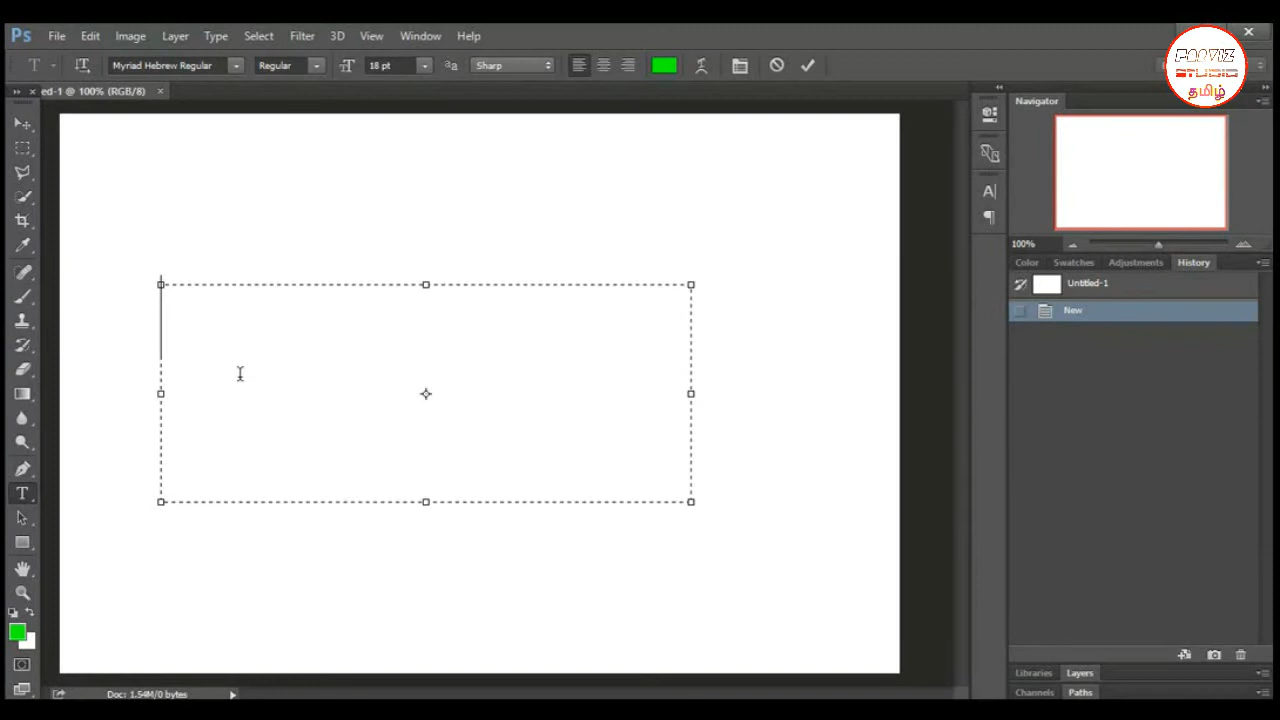 Ps File Edit Image Layer Type Select Filter 3D View Window Help
T Myriad Hebrew Regular Regular 18 pt aa Sharp
ed-1 @ 100% (RGB/8)
STUDIO
தமிழ்
Navigator
100%
Color Swatches Adjustments History
Untitled-1
New
Libraries Layers
Channels Paths
Doc: 1.54M/0 bytes